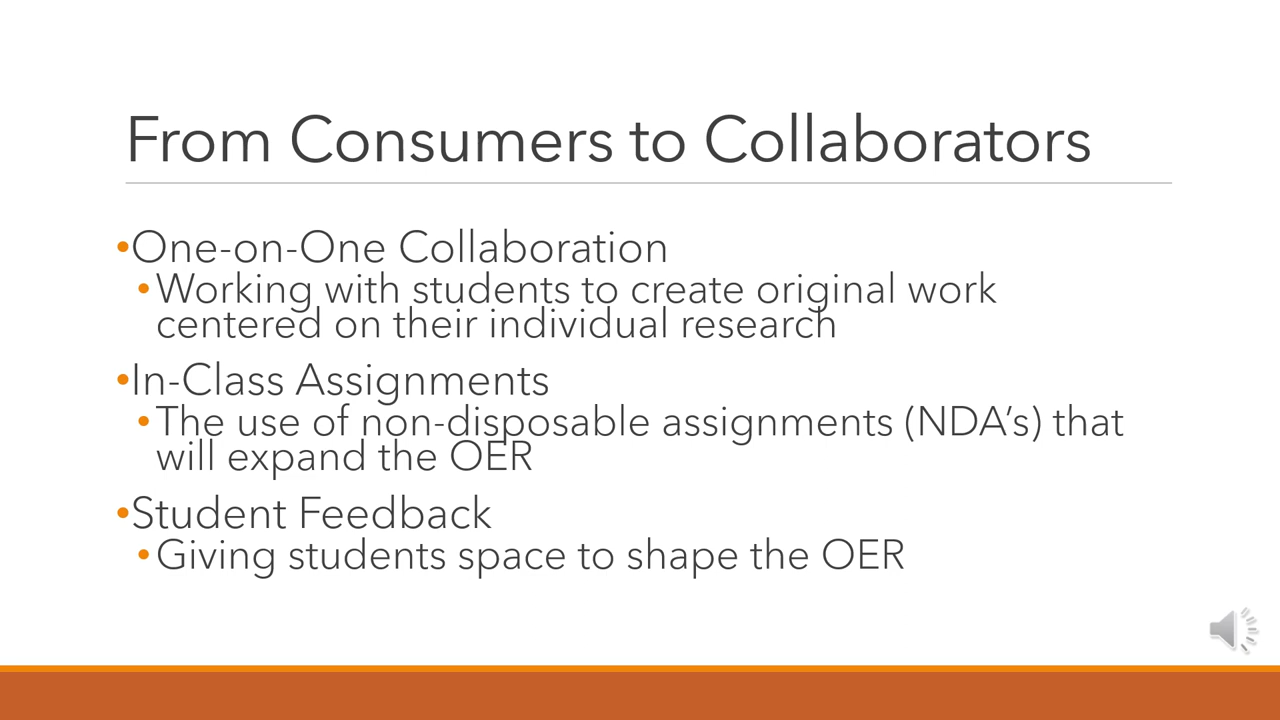 From Consumers to Collaborators
•One-on-One Collaboration
•Working with students to create original work
centered on their individual research
•In-Class Assignments
•The use of non-disposable assignments (NDA’s) that
will expand the OER
•Student Feedback
•Giving students space to shape the OER